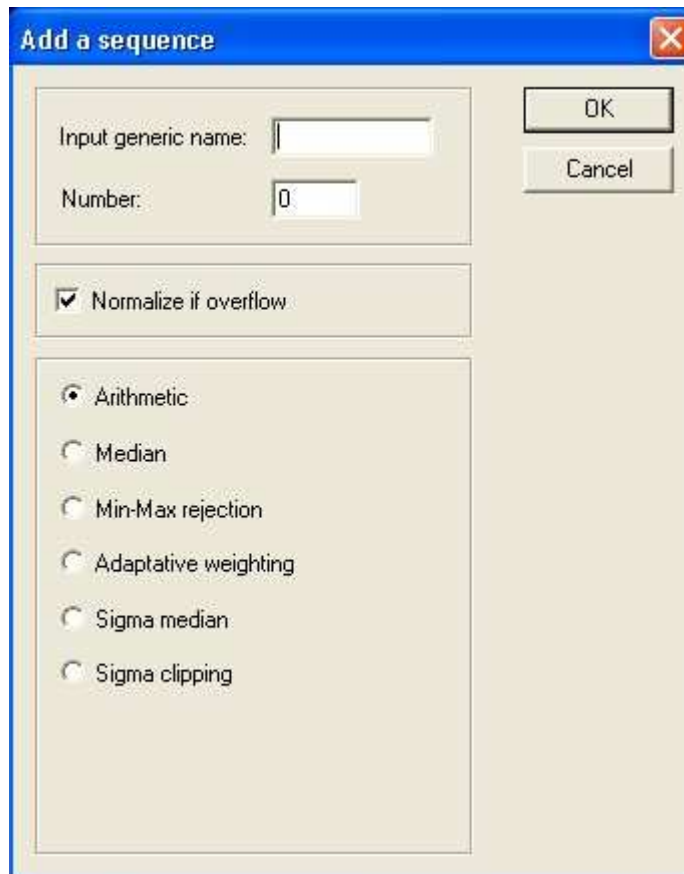 Add a sequence
Input generic name:
OK
Number: 0
Cancel
Normalize if overflow
Arithmetic
Median
Min-Max rejection
Adaptative weighting
Sigma median
Sigma clipping